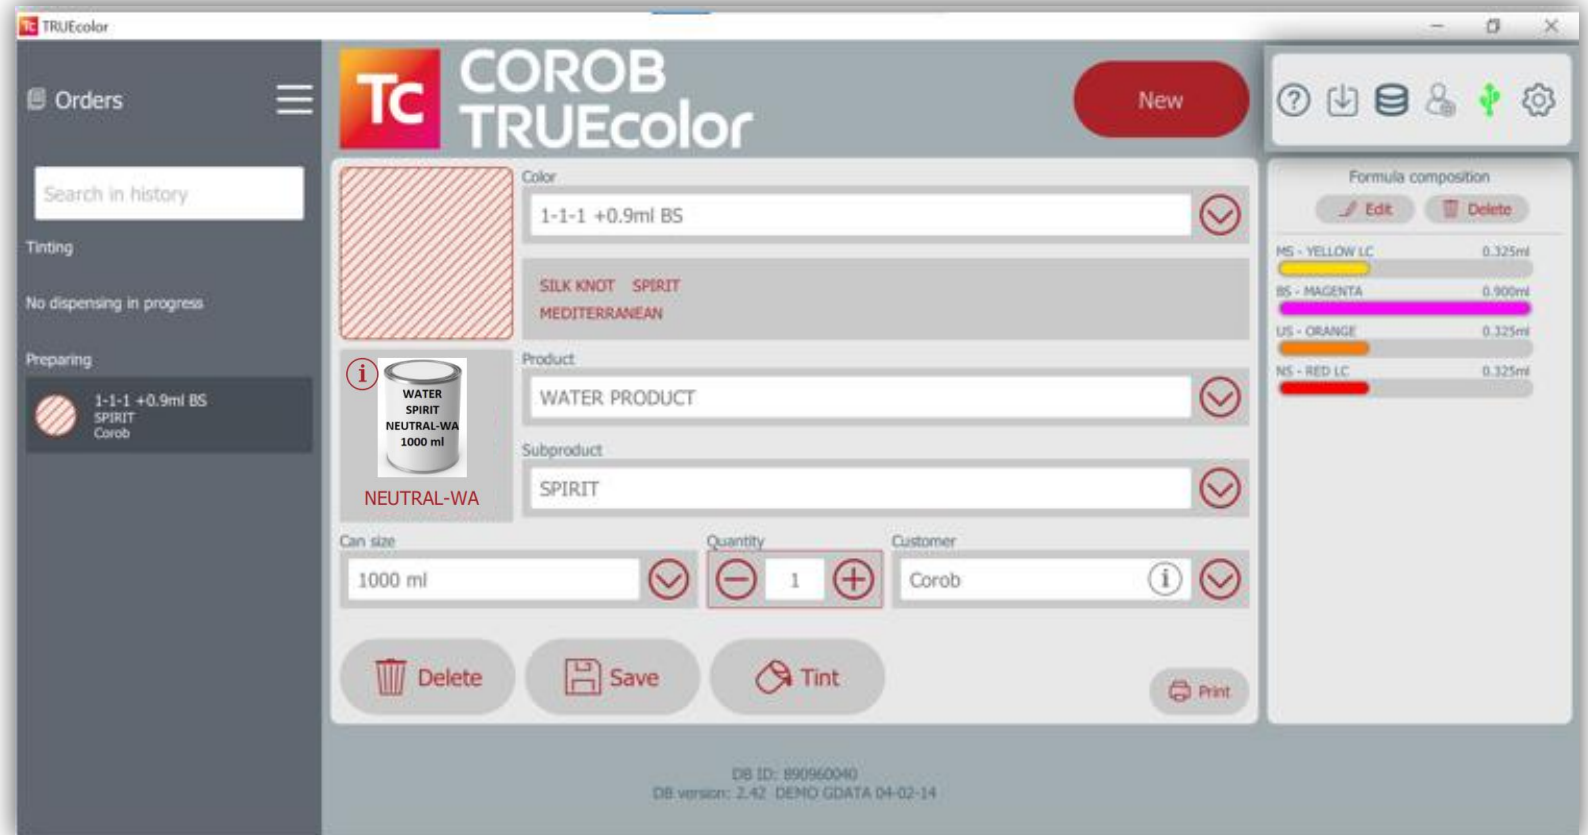 Tc TRUEcolor
Orders
Search in history
Tinting
No dispensing in progress
Preparing
1-1-1 +0.9ml BS
SPIRIT
Corob
Tc
COROB
TRUEcolor
New
Color
1-1-1 +0.9ml BS
SILK KNOT SPIRIT
MEDITERRANEAN
WATER
SPIRIT
NEUTRAL-WA
1000 ml
NEUTRAL-WA
Product
WATER PRODUCT
Subproduct
SPIRIT
Can size
1000 ml
Quantity
1
Customer
Corob
Delete
Save
Tint
Print
Formula composition
Edit
Delete
MS - YELLOW LC 0.325ml
BS - MAGENTA 0.900ml
US - ORANGE 0.325ml
NS - RED LC 0.325ml
DB ID: 890960040
DB version: 2.42 DEMO GDATA 04-02-14